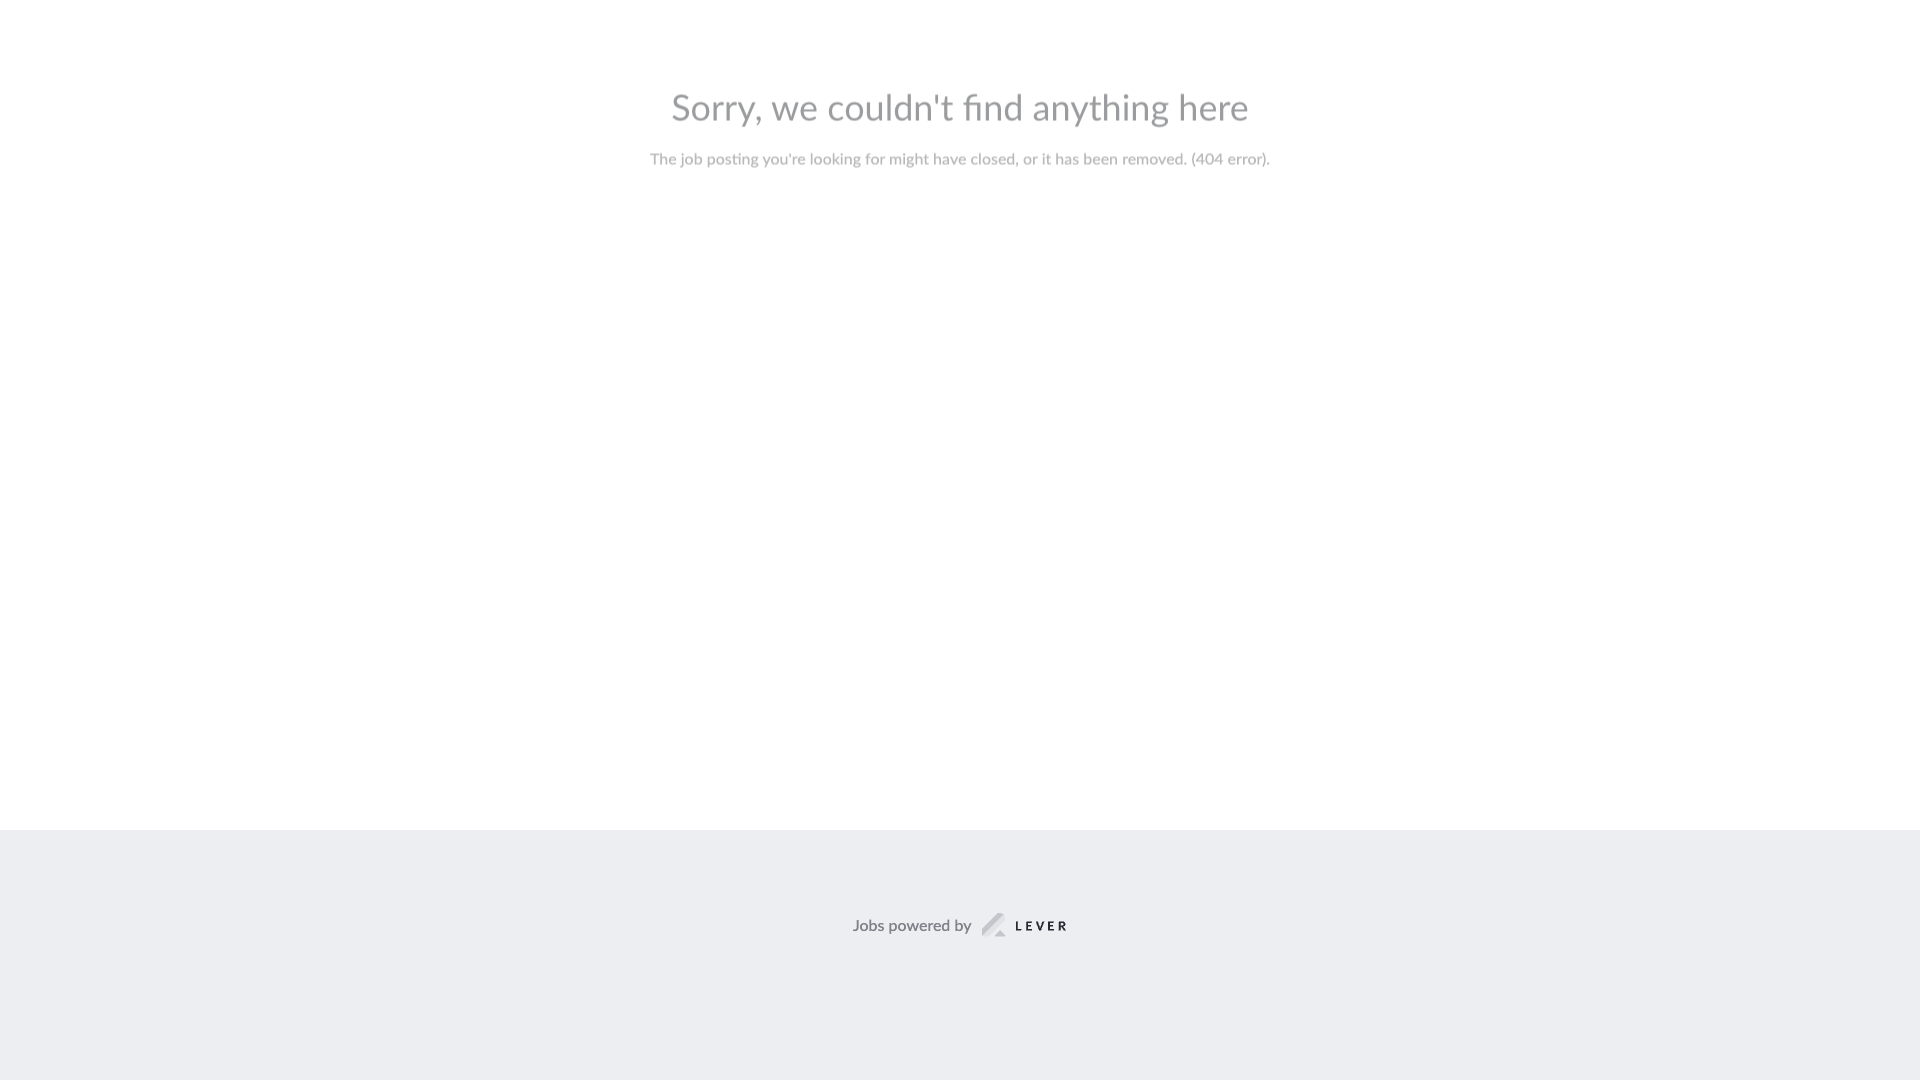 Sorry, we couldn't find anything here
The job posting you're looking for might have closed, or it has been removed. (404 error).
Jobs powered by LEVER